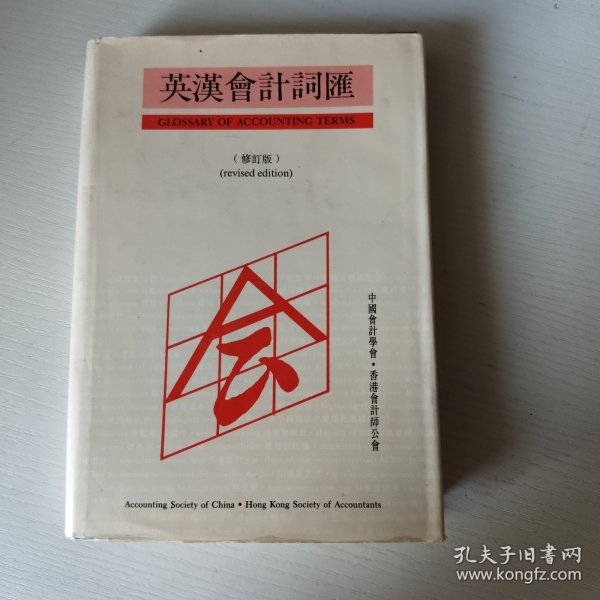 英漢會計詞匯
GLOSSARY OF ACCOUNTING TERMS
（修訂版）
(revised edition)
会
中國會計學會・香港會計師公會
Accounting Society of China • Hong Kong Society of Accountants
孔夫子旧书网
www.kongfz.com